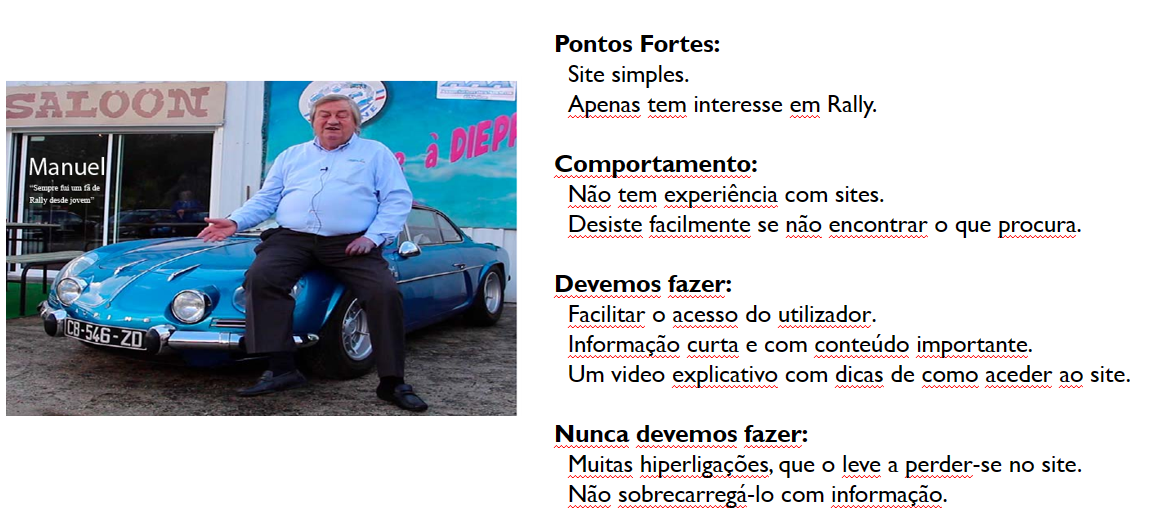 SALOON
à DIEPP
Manuel
"Sempre fui um fã de
Rally desde jovem"
CB-546-ZD
Pontos Fortes:
Site simples.
Apenas tem interesse em Rally.
Comportamento:
Não tem experiência com sites.
Desiste facilmente se não encontrar o que procura.
Devemos fazer:
Facilitar o acesso do utilizador.
Informação curta e com conteúdo importante.
Um video explicativo com dicas de como aceder ao site.
Nunca devemos fazer:
Muitas hiperligações, que o leve a perder-se no site.
Não sobrecarregá-lo com informação.